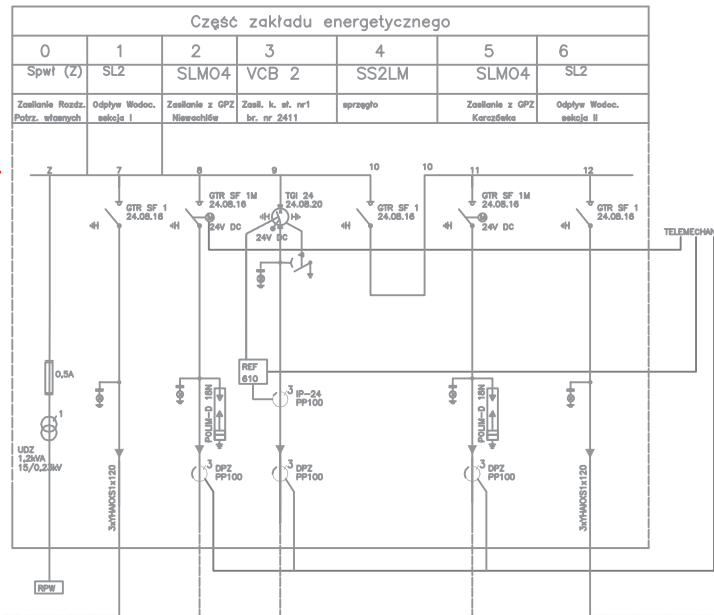 Część zakładu energetycznego
0 1 2 3 4 5 6
Spwł (Z) SL2 SLMO4 VCB 2 SS2LM SLMO4 SL2
Zasilanie Rozdz. Odpływ Wodoc. Zasilanie z GPZ Zasil. k. st. nr1 sprzęgło Zasilanie z GPZ Odpływ Wodoc.
Potrz. własnych sekcja I Niewachlów br. nr 2411 Karczówka sekcja II
Z 7 8 9 10 10 11 12
GTR SF 1
24.08.16
H
GTR SF 1M
24.08.16
H
M
24V DC
TGI 24
24.08.20
H H
24V DC
GTR SF 1
24.08.16
H
GTR SF 1M
24.08.16
H
M
24V DC
GTR SF 1
24.08.16
H
TELEMECHAN
0,5A
REF
610
3 IP-24
PP100
POLIM-D 18N
POLIM-D 18N
1
UDZ
1,2kVA
15/0,23kV
3xYHAKXS1x120
3 DPZ
PP100
3 DPZ
PP100
3 DPZ
PP100
3xYHAKXS1x120
RPW